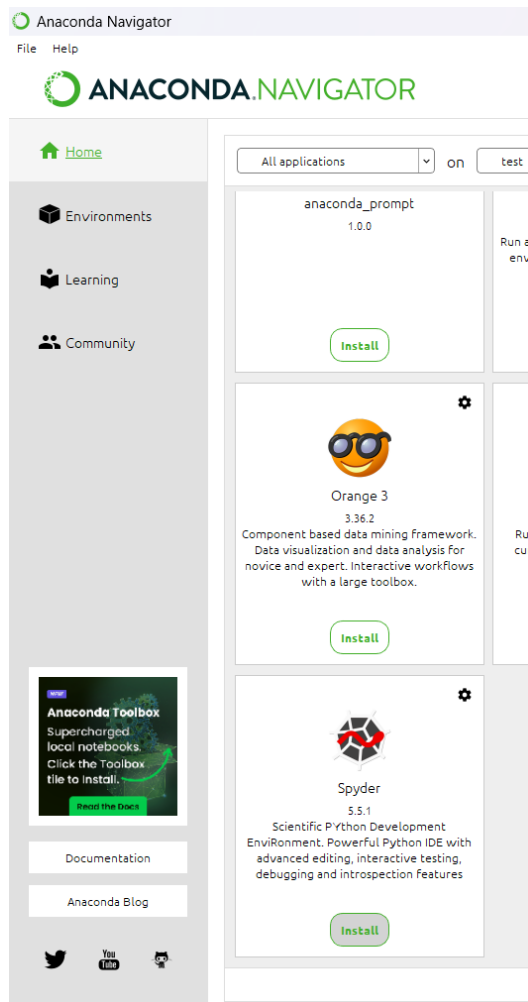 Anaconda Navigator
File Help
ANACONDA.NAVIGATOR
Home
Environments
Learning
Community
All applications on test
anaconda_prompt
1.0.0
Install
Run a
env
Orange 3
3.36.2
Component based data mining framework.
Data visualization and data analysis for
novice and expert. Interactive workflows
with a large toolbox.
Install
Ru
cu
Spyder
5.5.1
Scientific PYthon Development
EnviRonment. Powerful Python IDE with
advanced editing, interactive testing,
debugging and introspection features
Install
NEW
Anaconda Toolbox
Supercharged
local notebooks.
Click the Toolbox
tile to Install.
Read the Docs
Documentation
Anaconda Blog
You
Tube